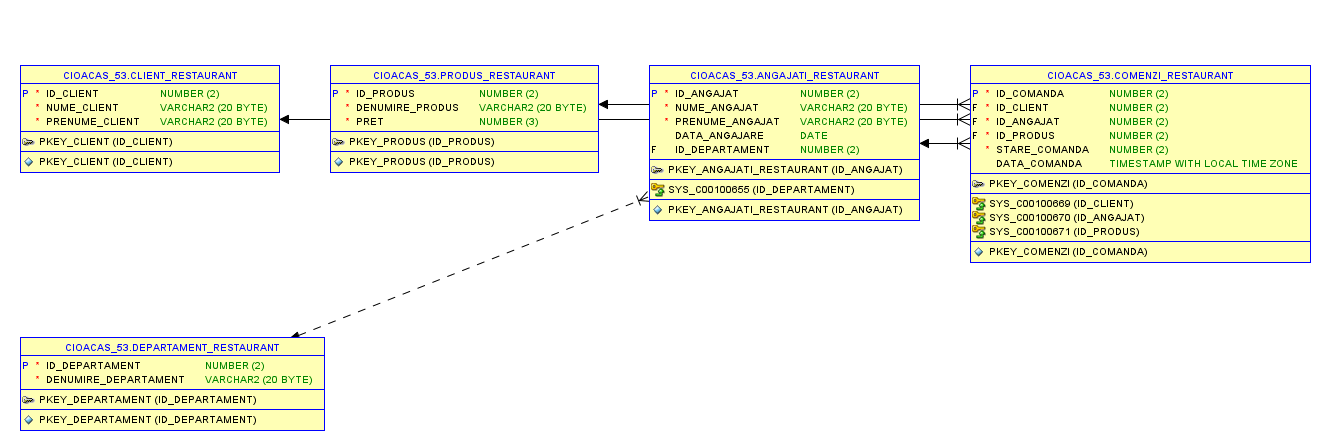 CIOACAS_53.CLIENT_RESTAURANT
P * ID_CLIENT NUMBER (2)
* NUME_CLIENT VARCHAR2 (20 BYTE)
* PRENUME_CLIENT VARCHAR2 (20 BYTE)
PKEY_CLIENT (ID_CLIENT)
PKEY_CLIENT (ID_CLIENT)
CIOACAS_53.PRODUS_RESTAURANT
P * ID_PRODUS NUMBER (2)
* DENUMIRE_PRODUS VARCHAR2 (20 BYTE)
* PRET NUMBER (3)
PKEY_PRODUS (ID_PRODUS)
PKEY_PRODUS (ID_PRODUS)
CIOACAS_53.ANGAJATI_RESTAURANT
P * ID_ANGAJAT NUMBER (2)
* NUME_ANGAJAT VARCHAR2 (20 BYTE)
* PRENUME_ANGAJAT VARCHAR2 (20 BYTE)
DATA_ANGAJARE DATE
F ID_DEPARTAMENT NUMBER (2)
PKEY_ANGAJATI_RESTAURANT (ID_ANGAJAT)
SYS_C00100655 (ID_DEPARTAMENT)
PKEY_ANGAJATI_RESTAURANT (ID_ANGAJAT)
CIOACAS_53.COMENZI_RESTAURANT
P * ID_COMANDA NUMBER (2)
F * ID_CLIENT NUMBER (2)
F * ID_ANGAJAT NUMBER (2)
F * ID_PRODUS NUMBER (2)
* STARE_COMANDA NUMBER (2)
DATA_COMANDA TIMESTAMP WITH LOCAL TIME ZONE
PKEY_COMENZI (ID_COMANDA)
SYS_C00100669 (ID_CLIENT)
SYS_C00100670 (ID_ANGAJAT)
SYS_C00100671 (ID_PRODUS)
PKEY_COMENZI (ID_COMANDA)
CIOACAS_53.DEPARTAMENT_RESTAURANT
P * ID_DEPARTAMENT NUMBER (2)
* DENUMIRE_DEPARTAMENT VARCHAR2 (20 BYTE)
PKEY_DEPARTAMENT (ID_DEPARTAMENT)
PKEY_DEPARTAMENT (ID_DEPARTAMENT)